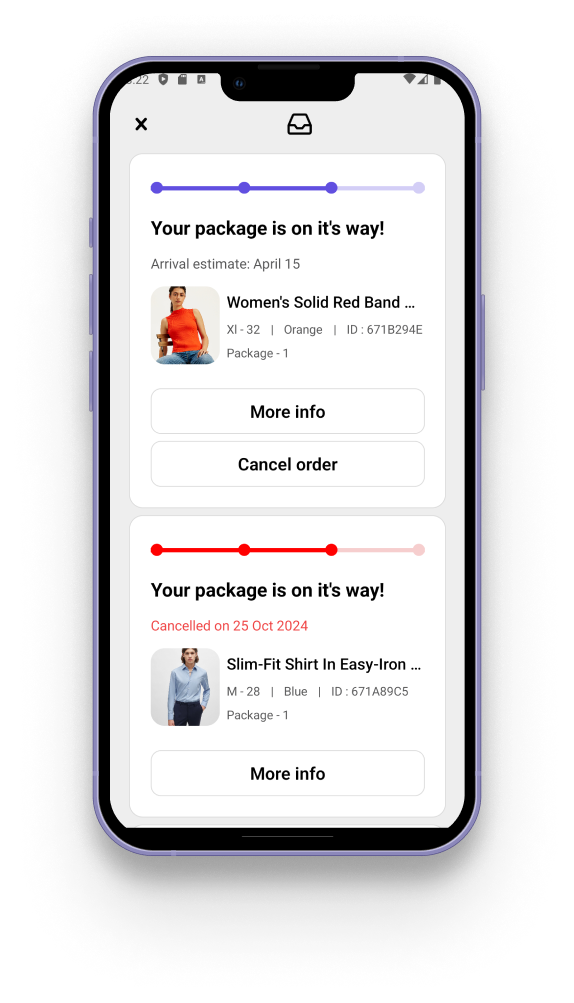 :22
Your package is on it's way!
Arrival estimate: April 15
Women's Solid Red Band ...
Xl - 32 | Orange | ID : 671B294E
Package - 1
More info
Cancel order
Your package is on it's way!
Cancelled on 25 Oct 2024
Slim-Fit Shirt In Easy-Iron ...
M - 28 | Blue | ID : 671A89C5
Package - 1
More info